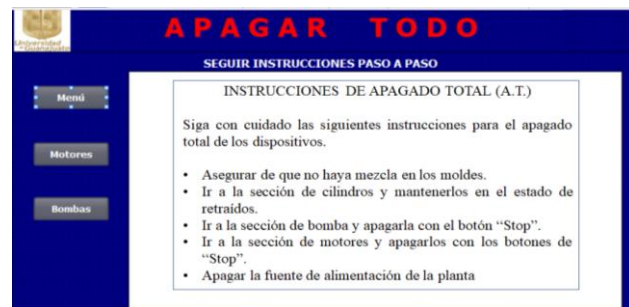 Universidad
de Guanajuato
APAGAR TODO
SEGUIR INSTRUCCIONES PASO A PASO
Menú
Motores
Bombas
INSTRUCCIONES DE APAGADO TOTAL (A.T.)
Siga con cuidado las siguientes instrucciones para el apagado
total de los dispositivos.
• Asegurar de que no haya mezcla en los moldes.
• Ir a la sección de cilindros y mantenerlos en el estado de
retraídos.
• Ir a la sección de bomba y apagarla con el botón “Stop”.
• Ir a la sección de motores y apagarlos con los botones de
“Stop”.
• Apagar la fuente de alimentación de la planta